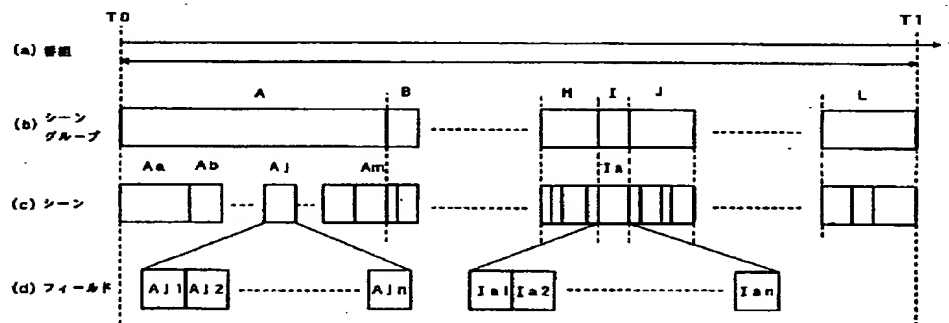 T0 T1
(a) 番組
A B H I J L
(b) シーン
グループ
Aa Ab Aj Am Ia
(c) シーン
(d) フィールド Aj1 Aj2 Ajn Ia1 Ia2 Ian